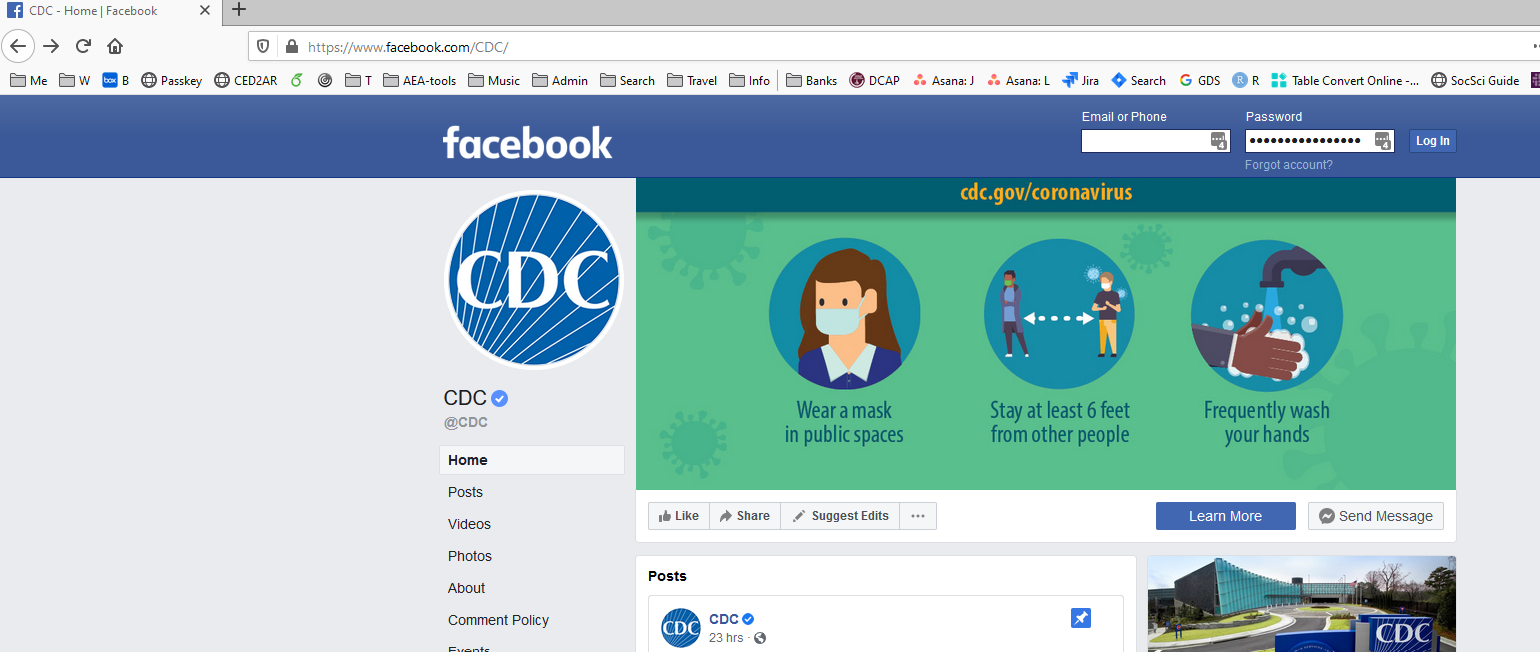 CDC - Home | Facebook
https://www.facebook.com/CDC/
Me W box B Passkey CED2AR T AEA-tools Music Admin Search Travel Info Banks DCAP Asana: J Asana: L Jira Search GDS R R Table Convert Online -... SocSci Guide
facebook
Email or Phone Password
Log In
Forgot account?
cdc.gov/coronavirus
CDC
Wear a mask
in public spaces
Stay at least 6 feet
from other people
Frequently wash
your hands
CDC
@CDC
Home
Posts
Videos
Photos
About
Comment Policy
Events
Like Share Suggest Edits ...
Learn More Send Message
Posts
CDC
CDC
23 hrs ·
CDC